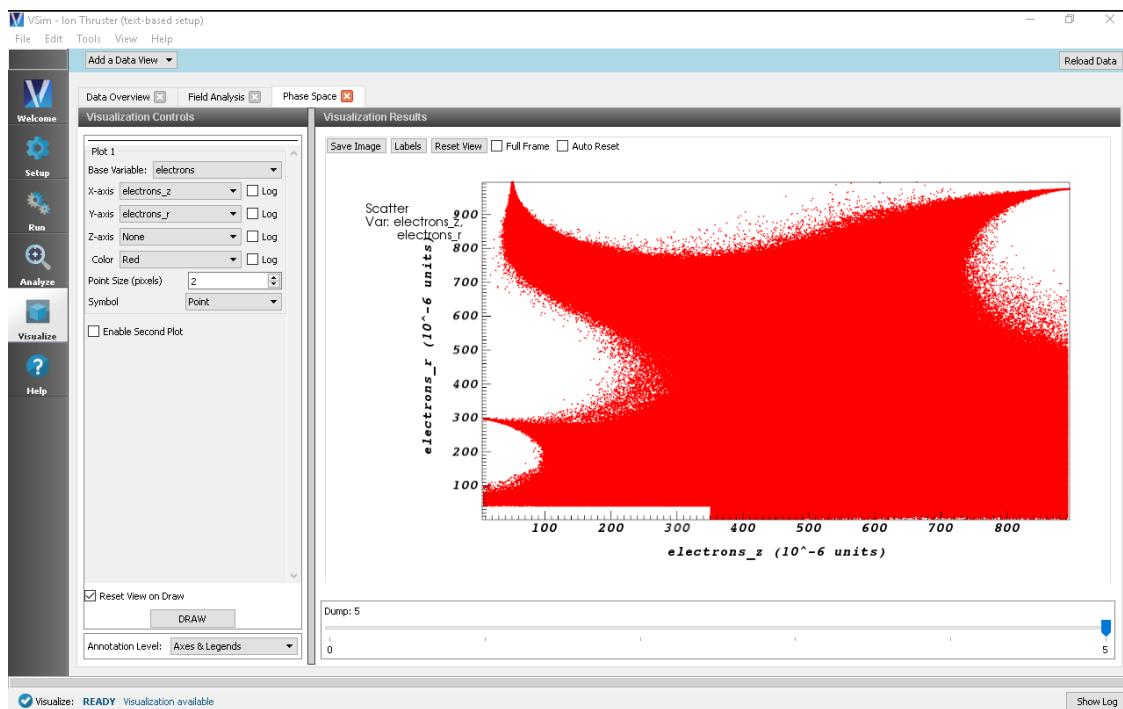 VSim - Ion Thruster (text-based setup)
File Edit Tools View Help
Add a Data View
Reload Data
Welcome
Setup
Run
Analyze
Visualize
Help
Data Overview
Field Analysis
Phase Space
Visualization Controls
Plot 1
Base Variable: electrons
X-axis electrons_z Log
Y-axis electrons_r Log
Z-axis None Log
Color Red Log
Point Size (pixels) 2
Symbol Point
Enable Second Plot
Reset View on Draw
DRAW
Annotation Level: Axes & Legends
Visualization Results
Save Image Labels Reset View Full Frame Auto Reset
Scatter
Var: electrons_z,
electrons_r
electrons_r (10^-6 units)
900
800
700
600
500
400
300
200
100
100 200 300 400 500 600 700 800
electrons_z (10^-6 units)
Dump: 5
0 5
Visualize: READY Visualization available
Show Log